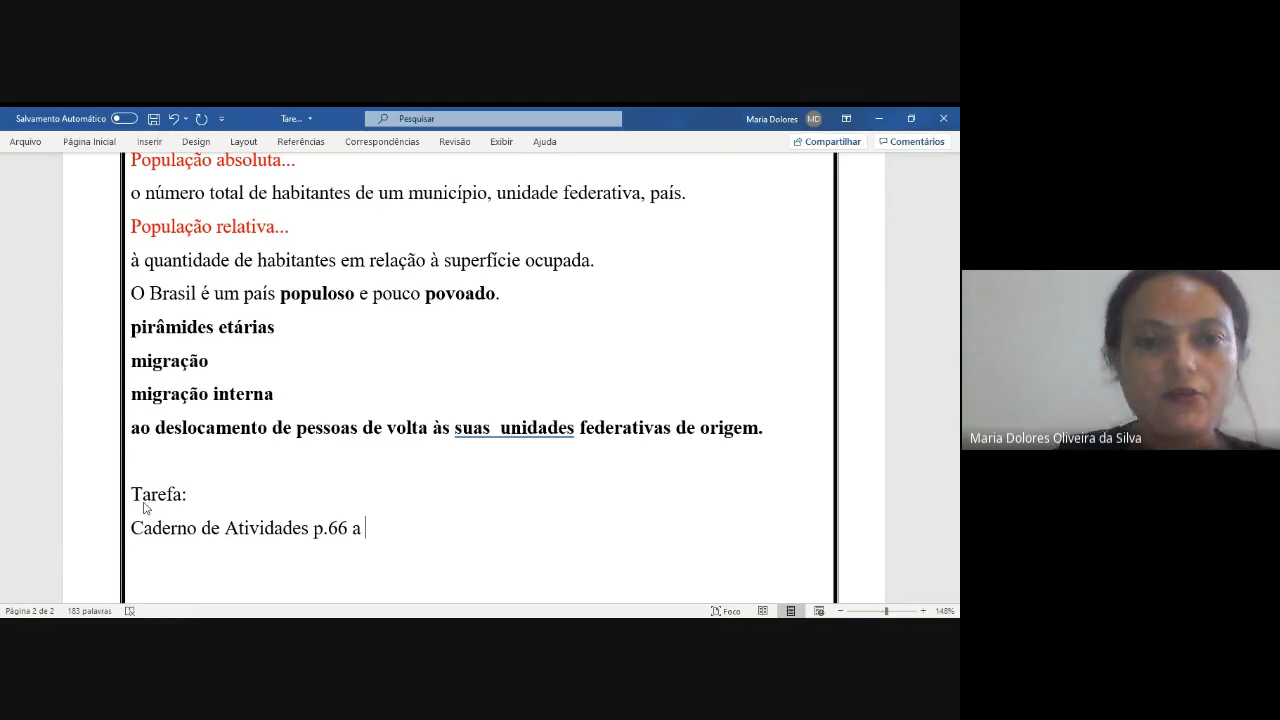 Salvamento Automático
Tare...
Pesquisar
Maria Dolores
MD
Arquivo Página Inicial Inserir Design Layout Referências Correspondências Revisão Exibir Ajuda
Compartilhar
Comentários
População absoluta...
o número total de habitantes de um município, unidade federativa, país.
População relativa...
à quantidade de habitantes em relação à superfície ocupada.
O Brasil é um país populoso e pouco povoado.
pirâmides etárias
migração
migração interna
ao deslocamento de pessoas de volta às suas unidades federativas de origem.
Maria Dolores Oliveira da Silva
Tarefa:
Caderno de Atividades p.66 a
Página 2 de 2 183 palavras
Foco
148%